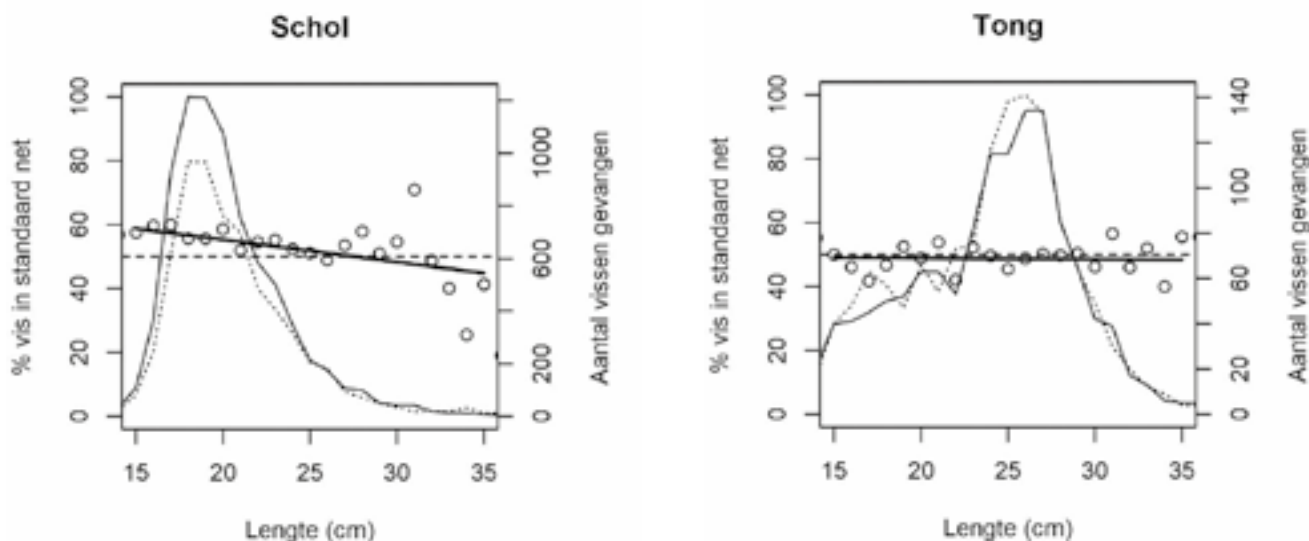 Schol
% vis in standaard net
100
80
60
40
20
0
1000
600
200
0
Aantal vissen gevangen
15 20 25 30 35
Lengte (cm)
Tong
% vis in standaard net
100
80
60
40
20
0
140
100
60
20
0
Aantal vissen gevangen
15 20 25 30 35
Lengte (cm)